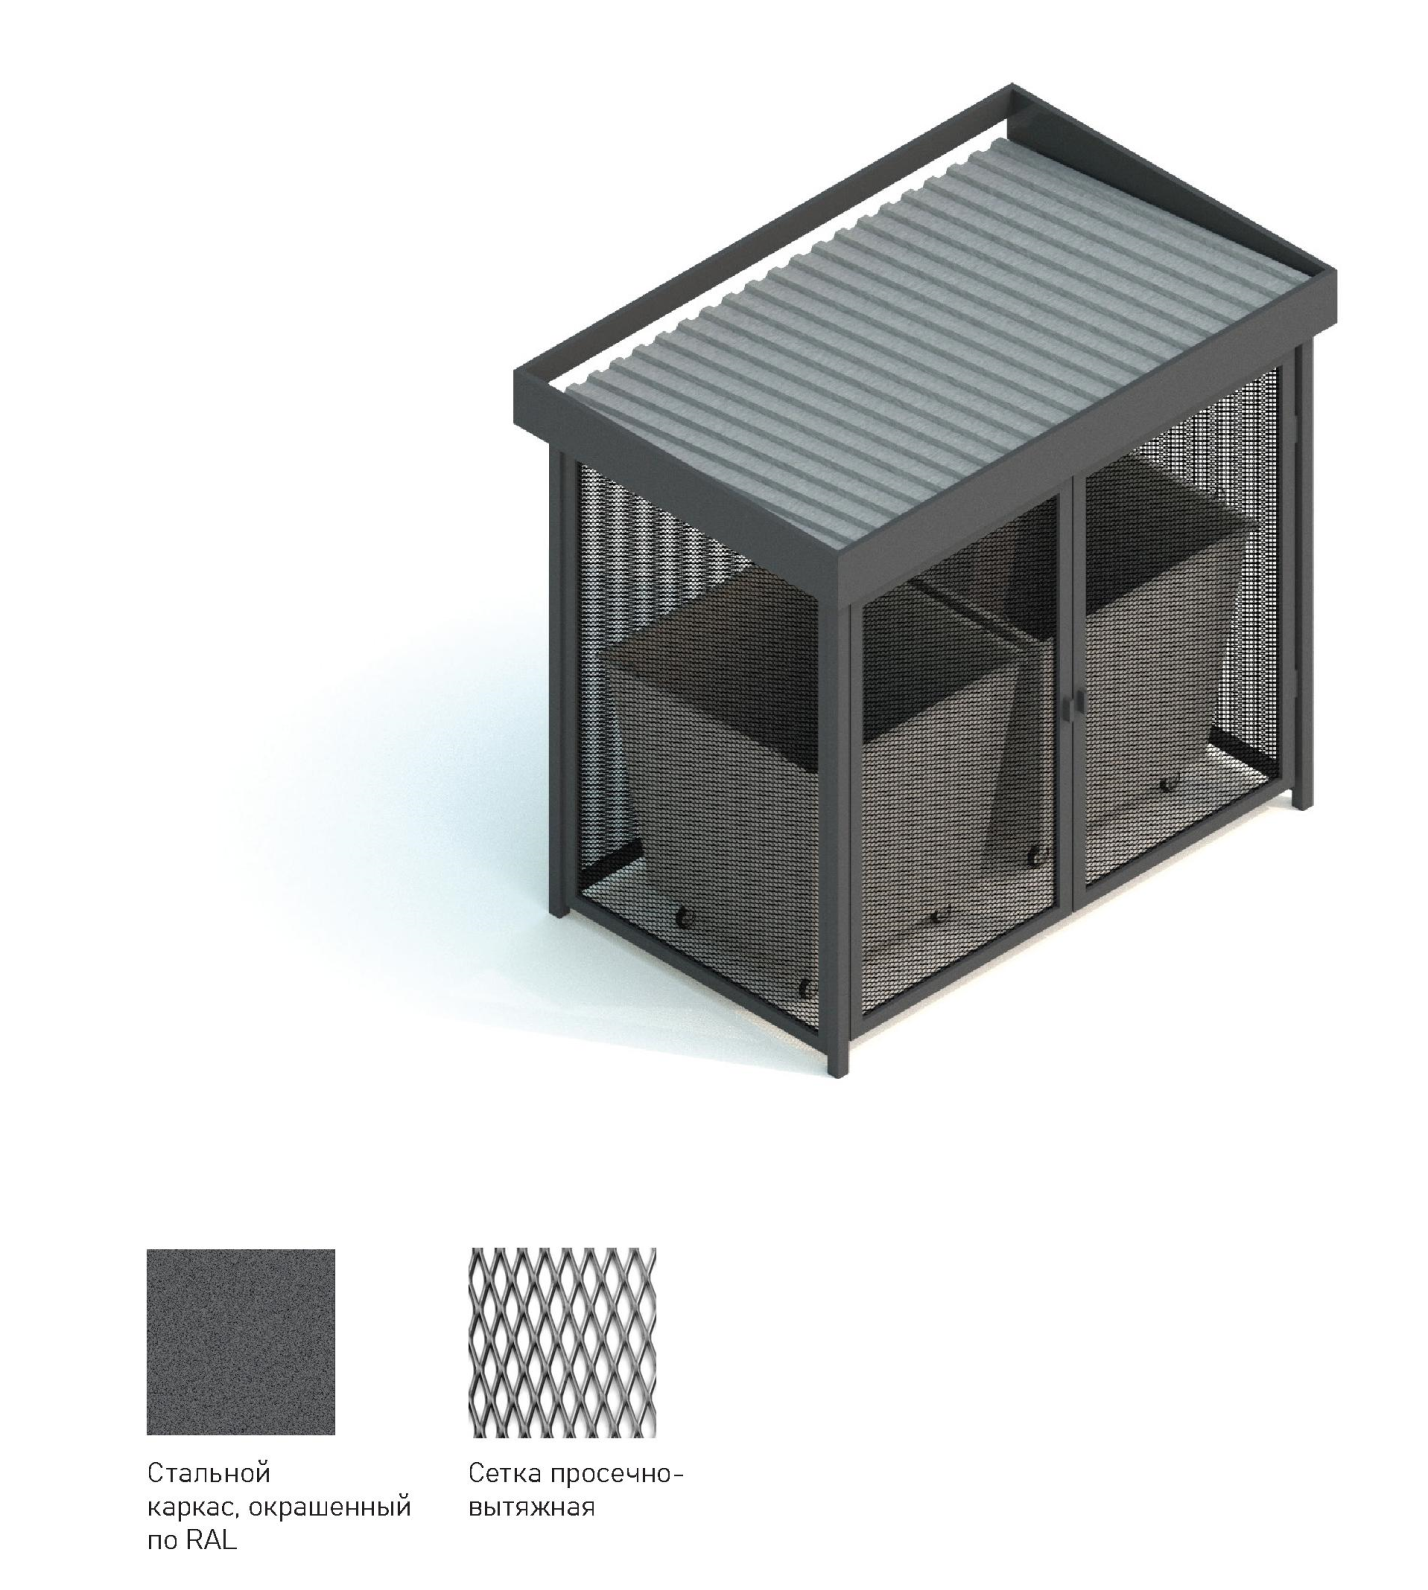 Стальной
каркас, окрашенный
по RAL
Сетка просечно-
вытяжная